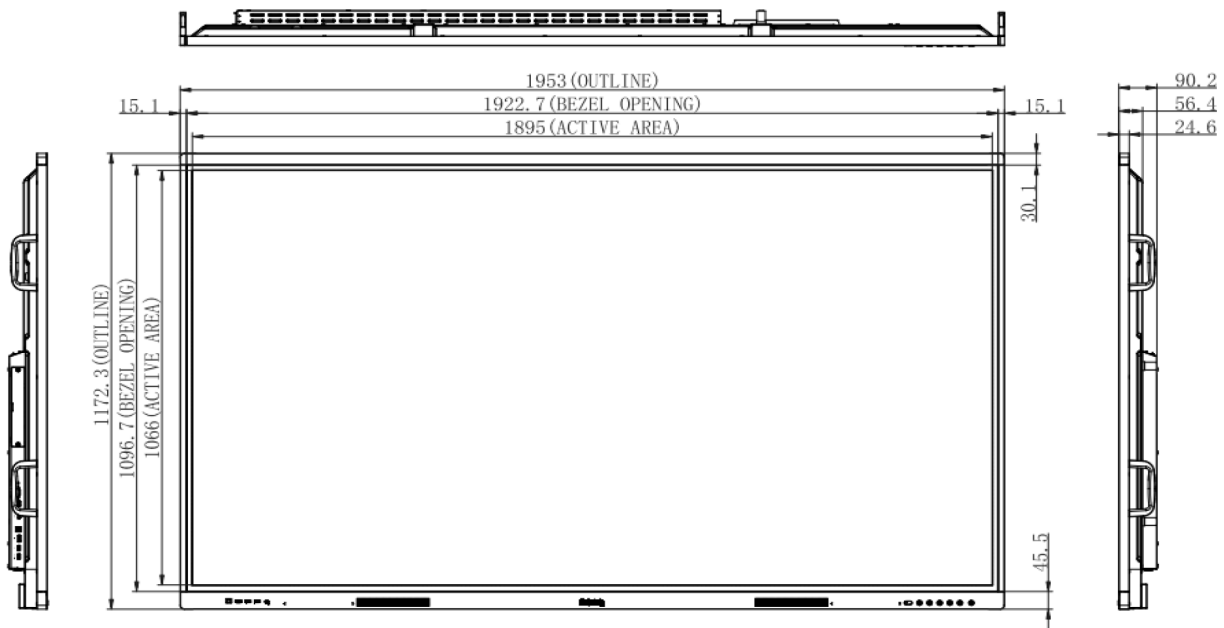 1953(OUTLINE)
15.1
1922.7(BEZEL OPENING)
15.1
1895(ACTIVE AREA)
90.2
56.4
24.6
30.1
1172.3(OUTLINE)
1096.7(BEZEL OPENING)
1066(ACTIVE AREA)
45.5